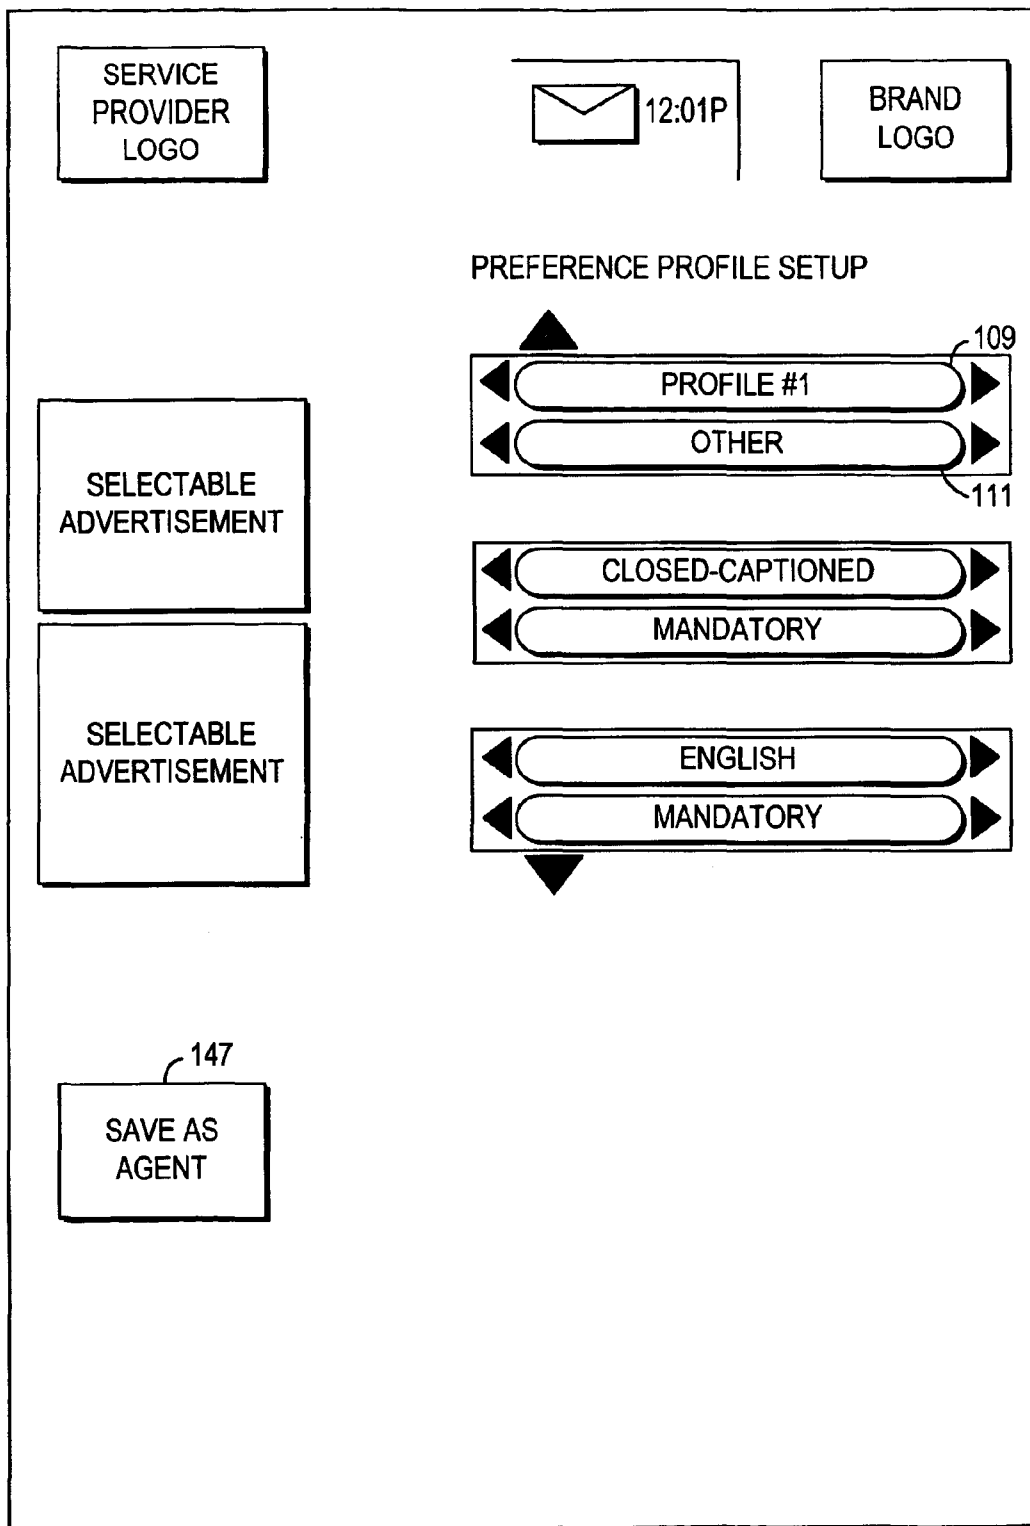 SERVICE
PROVIDER
LOGO
12:01P
BRAND
LOGO
PREFERENCE PROFILE SETUP
109
PROFILE #1
OTHER
111
SELECTABLE
ADVERTISEMENT
CLOSED-CAPTIONED
MANDATORY
SELECTABLE
ADVERTISEMENT
ENGLISH
MANDATORY
147
SAVE AS
AGENT